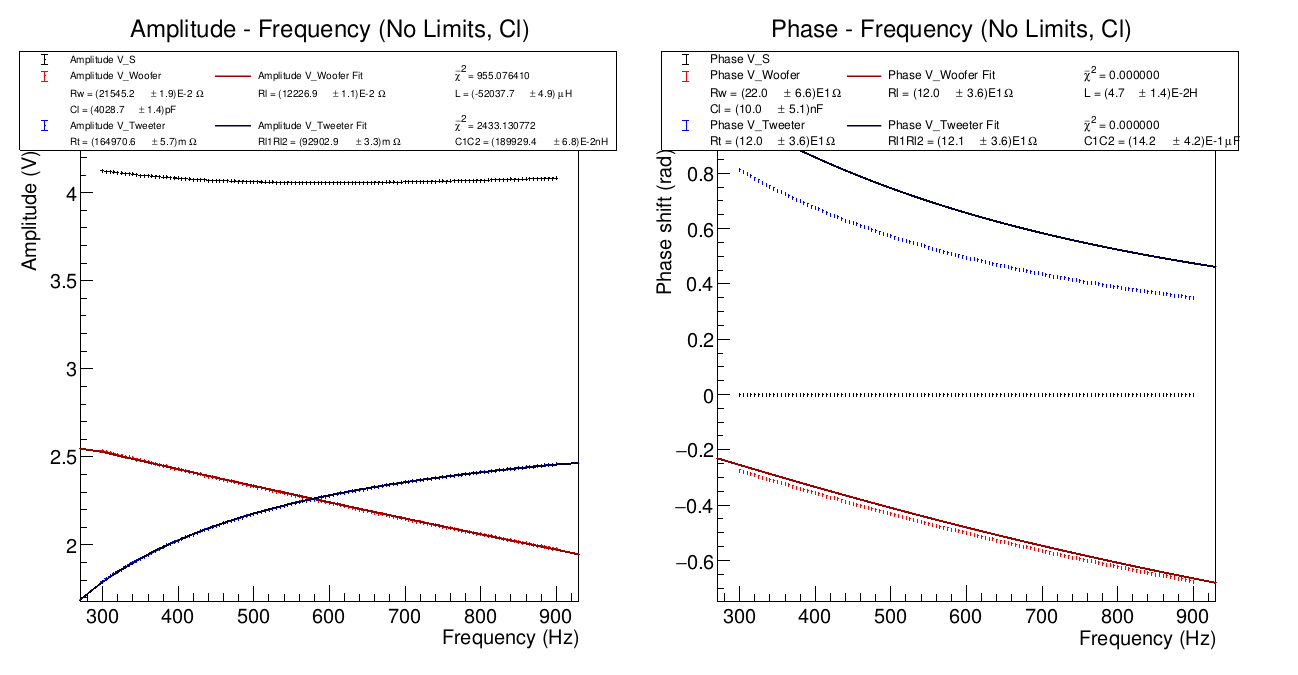 Amplitude - Frequency (No Limits, Cl)
Amplitude V_S
Amplitude V_Woofer Amplitude V_Woofer Fit χ̄² = 955.076410
Rw = (21545.2 ± 1.9)E-2 Ω Rl = (12226.9 ± 1.1)E-2 Ω L = (-52037.7 ± 4.9) μH
Cl = (4028.7 ± 1.4)pF
Amplitude V_Tweeter Amplitude V_Tweeter Fit χ̄² = 2433.130772
Rt = (164970.6 ± 5.7)m Ω Rl1Rl2 = (92902.9 ± 3.3)m Ω C1C2 = (189929.4 ± 6.8)E-2nH
Amplitude (V)
4
3.5
3
2.5
2
300 400 500 600 700 800 900
Frequency (Hz)
Phase - Frequency (No Limits, Cl)
Phase V_S
Phase V_Woofer Phase V_Woofer Fit χ̄² = 0.000000
Rw = (22.0 ± 6.6)E1Ω Rl = (12.0 ± 3.6)E1Ω L = (4.7 ± 1.4)E-2H
Cl = (10.0 ± 5.1)nF
Phase V_Tweeter Phase V_Tweeter Fit χ̄² = 0.000000
Rt = (12.0 ± 3.6)E1Ω Rl1Rl2 = (12.1 ± 3.6)E1Ω C1C2 = (14.2 ± 4.2)E-1μF
Phase shift (rad)
0.8
0.6
0.4
0.2
0
−0.2
−0.4
−0.6
300 400 500 600 700 800 900
Frequency (Hz)